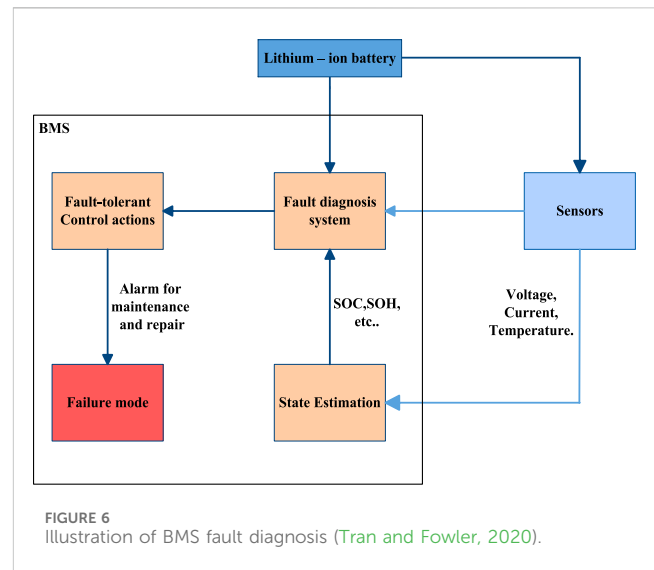 Lithium – ion battery
BMS
Fault-tolerant
Control actions
Fault diagnosis
system
Sensors
Alarm for
maintenance
and repair
SOC,SOH,
etc..
Voltage,
Current,
Temperature.
Failure mode
State Estimation
FIGURE 6
Illustration of BMS fault diagnosis (Tran and Fowler, 2020).